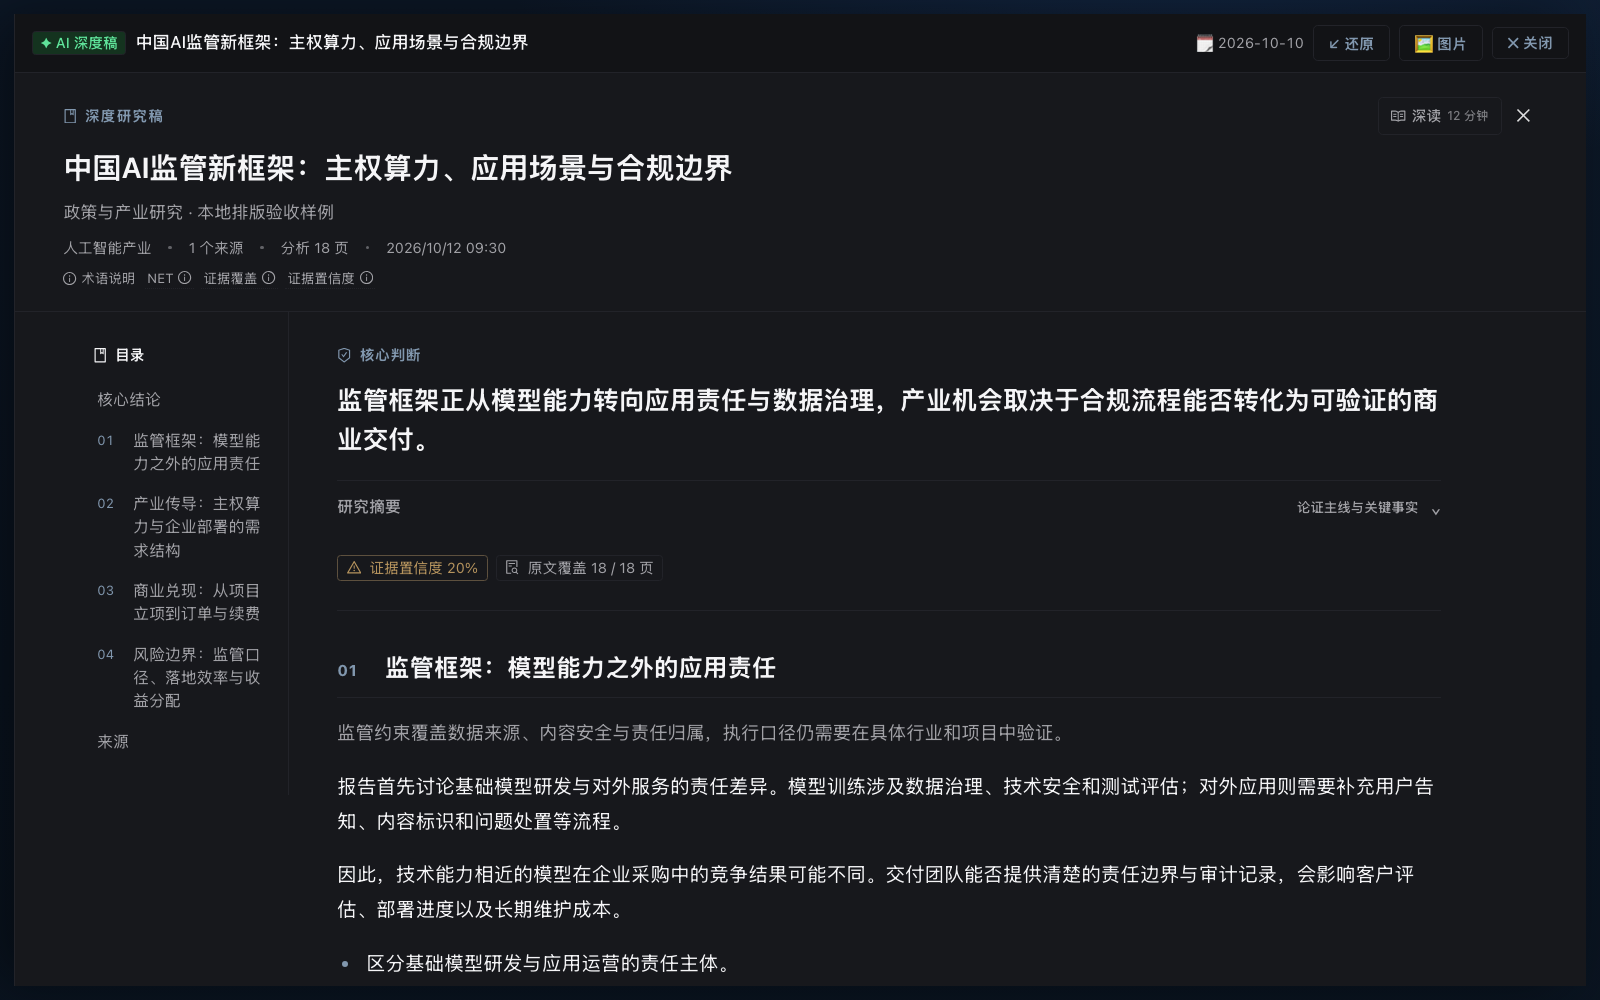 AI 深度稿 中国AI监管新框架：主权算力、应用场景与合规边界 2026-10-10 还原 图片 关闭
深度研究稿 深读 12 分钟
中国AI监管新框架：主权算力、应用场景与合规边界
政策与产业研究 · 本地排版验收样例
人工智能产业 • 1 个来源 • 分析 18 页 • 2026/10/12 09:30
术语说明 NET 证据覆盖 证据置信度
目录
核心结论
01 监管框架：模型能
力之外的应用责任
02 产业传导：主权算
力与企业部署的需
求结构
03 商业兑现：从项目
立项到订单与续费
04 风险边界：监管口
径、落地效率与收
益分配
来源
核心判断
监管框架正从模型能力转向应用责任与数据治理，产业机会取决于合规流程能否转化为可验证的商
业交付。
研究摘要 论证主线与关键事实
证据置信度 20% 原文覆盖 18 / 18 页
01 监管框架：模型能力之外的应用责任
监管约束覆盖数据来源、内容安全与责任归属，执行口径仍需要在具体行业和项目中验证。
报告首先讨论基础模型研发与对外服务的责任差异。模型训练涉及数据治理、技术安全和测试评估；对外应用则需要补充用户告
知、内容标识和问题处置等流程。
因此，技术能力相近的模型在企业采购中的竞争结果可能不同。交付团队能否提供清楚的责任边界与审计记录，会影响客户评
估、部署进度以及长期维护成本。
• 区分基础模型研发与应用运营的责任主体。